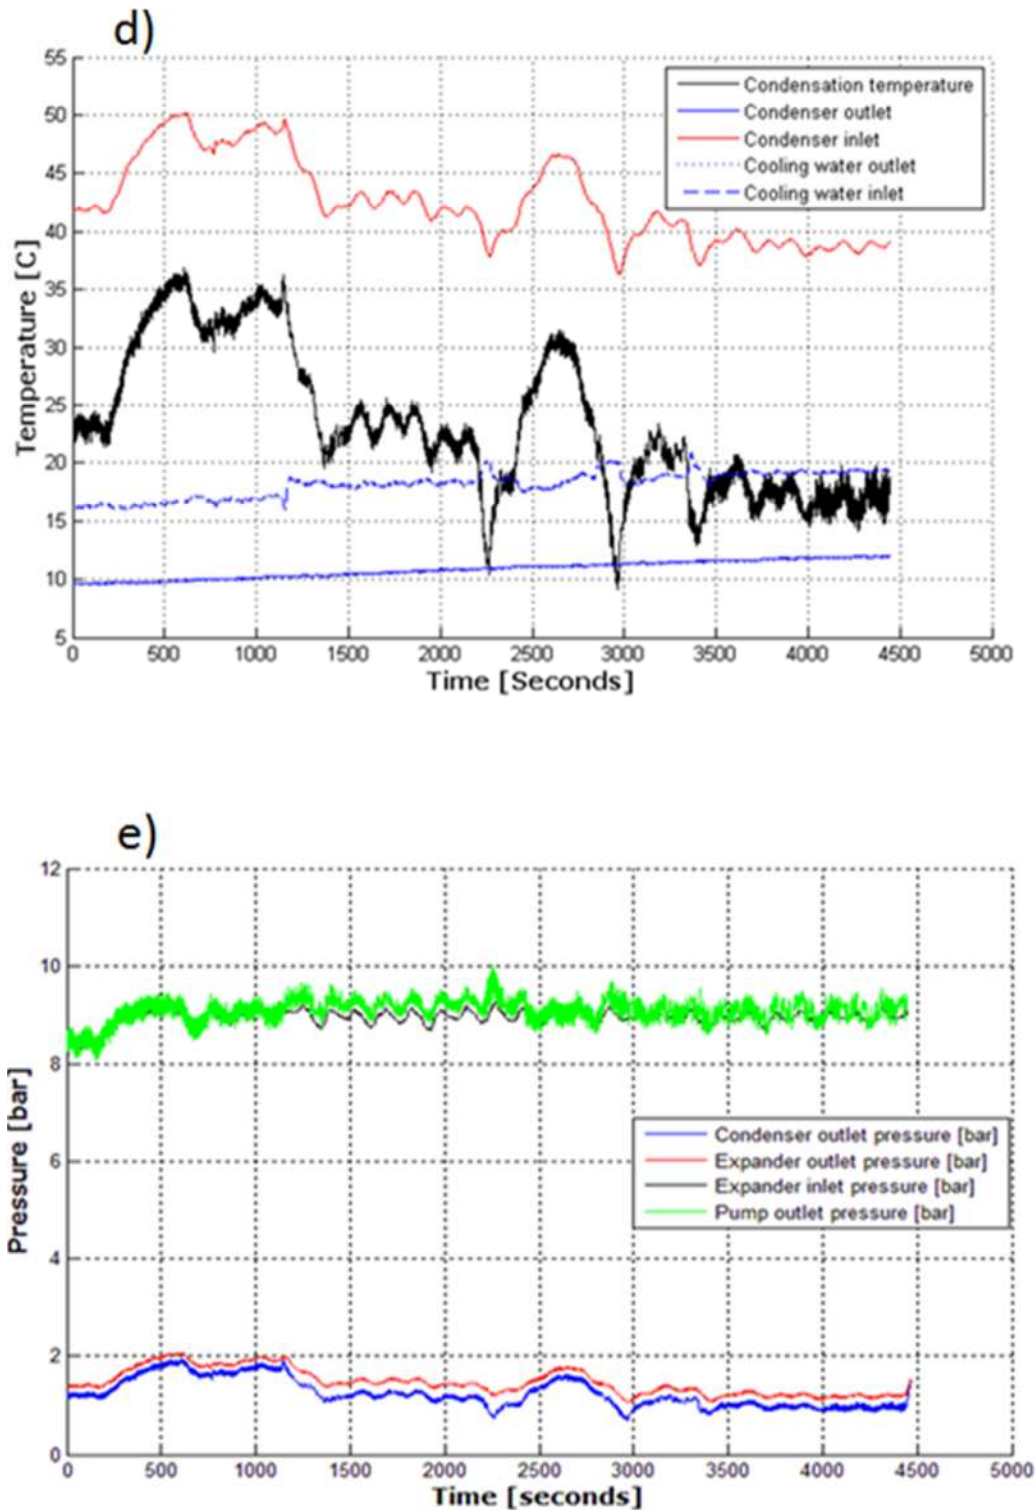 d)
55
50
45
40
35
30
25
20
15
10
5
Temperature [C]
Condensation temperature
Condenser outlet
Condenser inlet
Cooling water outlet
Cooling water inlet
0 500 1000 1500 2000 2500 3000 3500 4000 4500 5000
Time [Seconds]
e)
12
10
8
6
4
2
0
Pressure [bar]
Condenser outlet pressure [bar]
Expander outlet pressure [bar]
Expander inlet pressure [bar]
Pump outlet pressure [bar]
0 500 1000 1500 2000 2500 3000 3500 4000 4500 5000
Time [seconds]